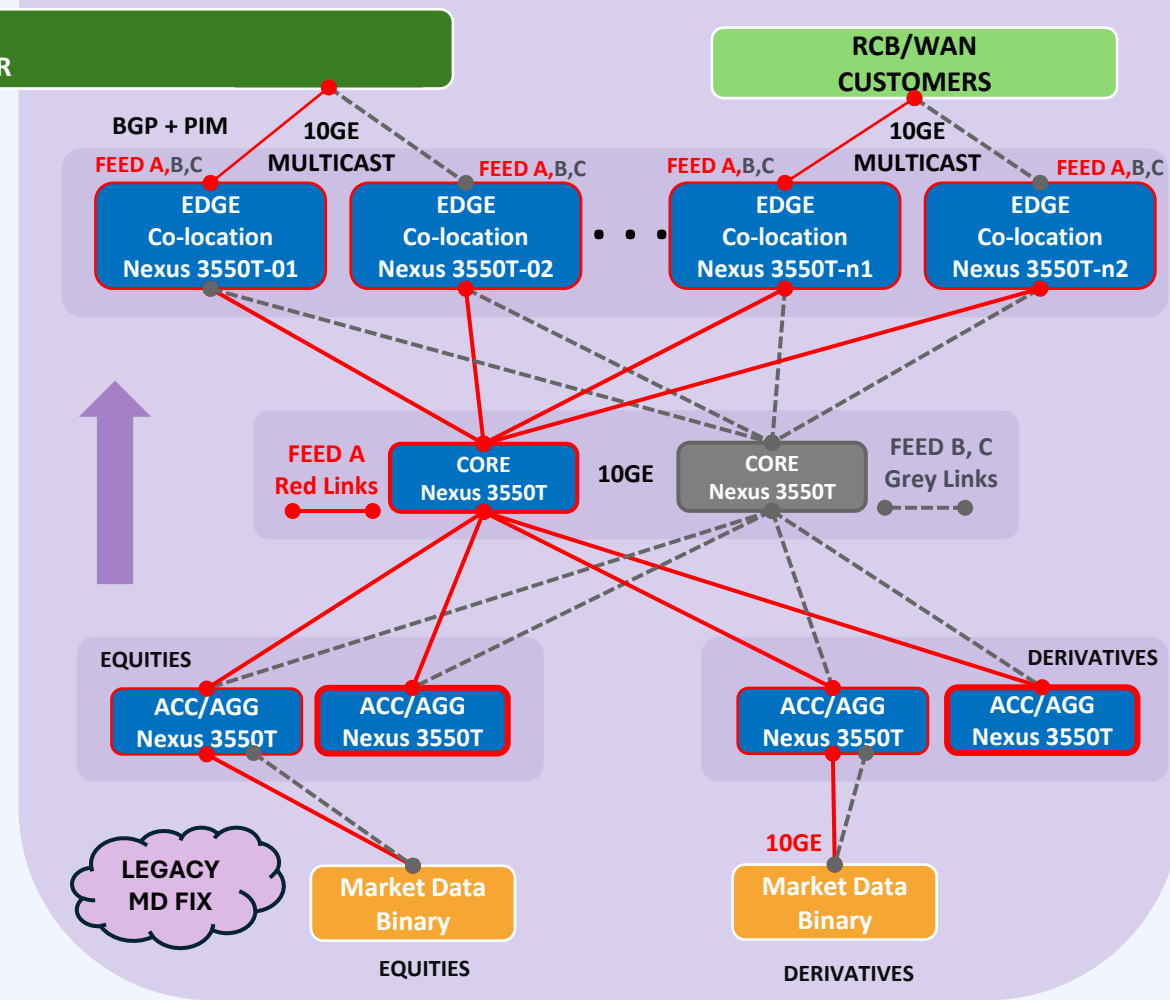 R
RCB/WAN
CUSTOMERS
BGP + PIM
10GE
MULTICAST
10GE
MULTICAST
FEED A,B,C
FEED A,B,C
FEED A,B,C
FEED A,B,C
EDGE
Co-location
Nexus 3550T-01
EDGE
Co-location
Nexus 3550T-02
. . .
EDGE
Co-location
Nexus 3550T-n1
EDGE
Co-location
Nexus 3550T-n2
FEED A
Red Links
CORE
Nexus 3550T
10GE
CORE
Nexus 3550T
FEED B, C
Grey Links
EQUITIES
DERIVATIVES
ACC/AGG
Nexus 3550T
ACC/AGG
Nexus 3550T
ACC/AGG
Nexus 3550T
ACC/AGG
Nexus 3550T
10GE
LEGACY
MD FIX
Market Data
Binary
Market Data
Binary
EQUITIES
DERIVATIVES